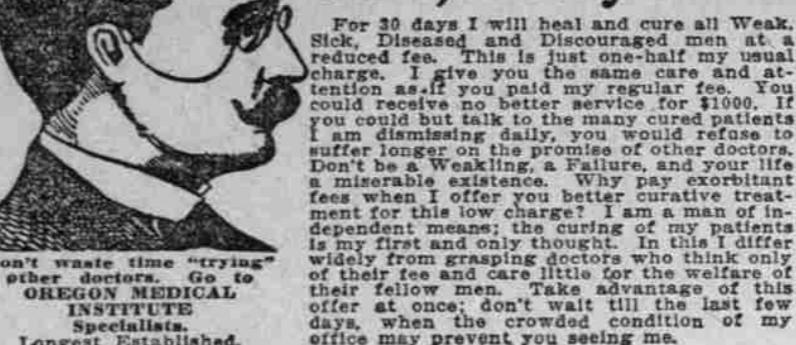 For 30 days I will heal and cure all Weak,
Sick, Diseased and Discouraged men at a
reduced fee. This is just one-half my usual
charge. I give you the same care and at-
tention as if you paid my regular fee. You
could receive no better service for $1000. If
you could but talk to the many cured patients
I am dismissing daily, you would refuse to
suffer longer on the promise of other doctors.
Don't be a Weakling, a Failure, and your life
a miserable existence. Why pay exorbitant
fees when I offer you better curative treat-
ment for this low charge? I am a man of in-
dependent means; the curing of my patients
is my first and only thought. In this I differ
widely from grasping doctors who think only
of their fee and care little for the welfare of
their fellow men. Take advantage of this
offer at once; don't wait till the last few
days, when the crowded condition of my
office may prevent you seeing me.
on't waste time "trying"
other doctors. Go to
OREGON MEDICAL
INSTITUTE
Specialists.
Longest Established.